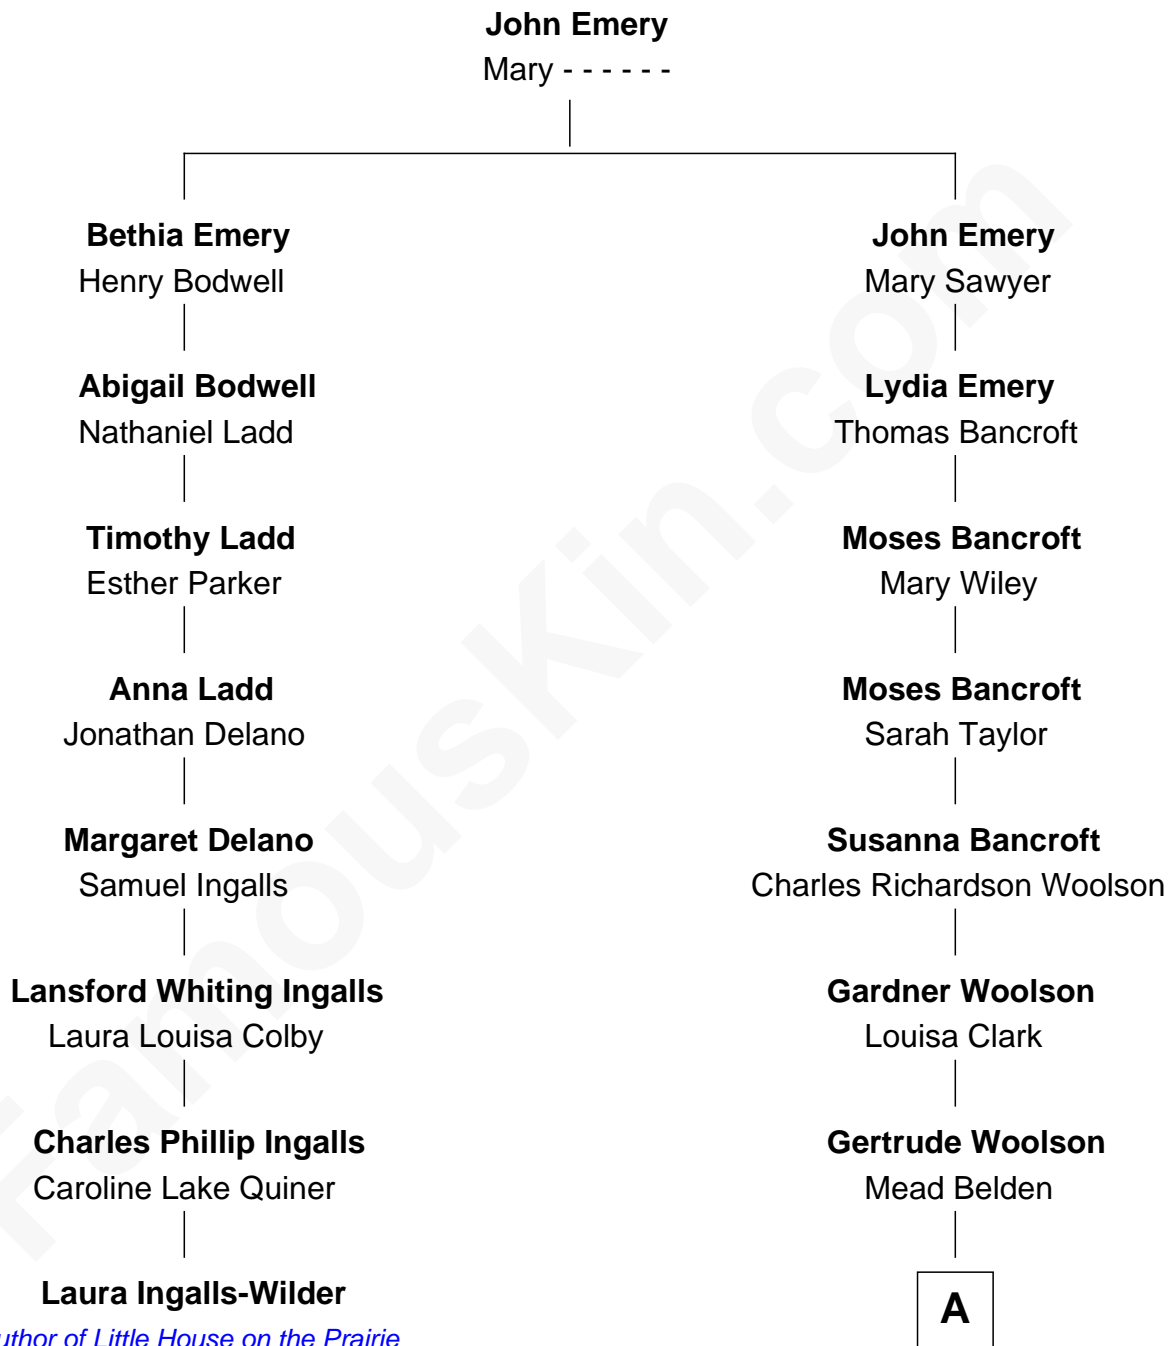 John Emery
Mary - - - - - -
Bethia Emery
Henry Bodwell
John Emery
Mary Sawyer
Abigail Bodwell
Nathaniel Ladd
Lydia Emery
Thomas Bancroft
Timothy Ladd
Esther Parker
Moses Bancroft
Mary Wiley
Anna Ladd
Jonathan Delano
Moses Bancroft
Sarah Taylor
Margaret Delano
Samuel Ingalls
Susanna Bancroft
Charles Richardson Woolson
Lansford Whiting Ingalls
Laura Louisa Colby
Gardner Woolson
Louisa Clark
Charles Phillip Ingalls
Caroline Lake Quiner
Gertrude Woolson
Mead Belden
Laura Ingalls-Wilder
uthor of Little House on the Prairie
A
FamousKin.com